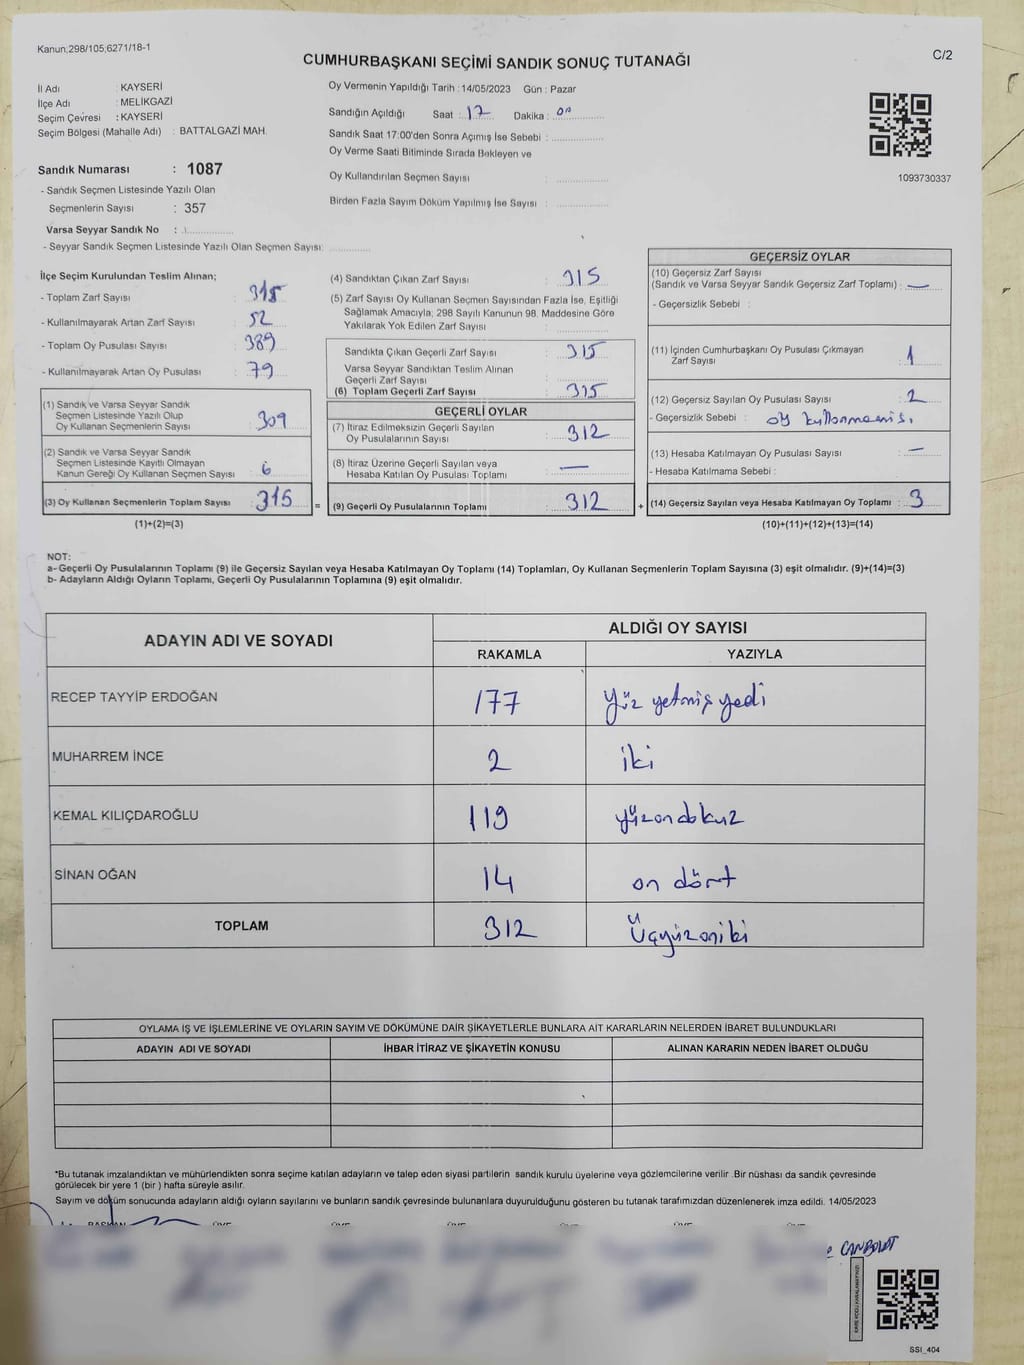 Kanun;298/105;6271/18-1
C/2
CUMHURBAŞKANI SEÇİMİ SANDIK SONUÇ TUTANAĞI
İl Adı : KAYSERİ
İlçe Adı : MELİKGAZİ
Seçim Çevresi : KAYSERİ
Seçim Bölgesi (Mahalle Adı) : BATTALGAZİ MAH.
Oy Vermenin Yapıldığı Tarih : 14/05/2023 Gün : Pazar
Sandığın Açıldığı Saat : 17 Dakika : 00
Sandık Saat 17:00'den Sonra Açımış İse Sebebi :
Oy Verme Saati Bitiminde Sırada Bekleyen ve
Oy Kullandırılan Seçmen Sayısı :
Birden Fazla Sayım Döküm Yapılmış İse Sayısı :
1093730337
Sandık Numarası : 1087
- Sandık Seçmen Listesinde Yazılı Olan
Seçmenlerin Sayısı : 357
Varsa Seyyar Sandık No :
- Seyyar Sandık Seçmen Listesinde Yazılı Olan Seçmen Sayısı:
İlçe Seçim Kurulundan Teslim Alınan;
- Toplam Zarf Sayısı :
- Kullanılmayarak Artan Zarf Sayısı : 52
- Toplam Oy Pusulası Sayısı : 389
- Kullanılmayarak Artan Oy Pusulası : 79
(1) Sandık ve Varsa Seyyar Sandık
Seçmen Listesinde Yazılı Olup
Oy Kullanan Seçmenlerin Sayısı : 309
(2) Sandık ve Varsa Seyyar Sandık
Seçmen Listesinde Kayıtlı Olmayan
Kanun Gereği Oy Kullanan Seçmen Sayısı : 6
(3) Oy Kullanan Seçmenlerin Toplam Sayısı : 315 =
(1)+(2)=(3)
(4) Sandıktan Çıkan Zarf Sayısı : 315
(5) Zarf Sayısı Oy Kullanan Seçmen Sayısından Fazla İse, Eşitliği
Sağlamak Amacıyla; 298 Sayılı Kanunun 98. Maddesine Göre
Yakılarak Yok Edilen Zarf Sayısı :
Sandıkta Çıkan Geçerli Zarf Sayısı : 315
Varsa Seyyar Sandıktan Teslim Alınan
Geçerli Zarf Sayısı :
(6) Toplam Geçerli Zarf Sayısı : 315
GEÇERLİ OYLAR
(7) İtiraz Edilmeksizin Geçerli Sayılan
Oy Pusulalarının Sayısı : 312
(8) İtiraz Üzerine Geçerli Sayılan veya
Hesaba Katılan Oy Pusulası Toplamı : —
(9) Geçerli Oy Pusulalarının Toplamı : 312 +
GEÇERSİZ OYLAR
(10) Geçersiz Zarf Sayısı
(Sandık ve Varsa Seyyar Sandık Geçersiz Zarf Toplamı) : —
- Geçersizlik Sebebi :
(11) İçinden Cumhurbaşkanı Oy Pusulası Çıkmayan
Zarf Sayısı : 1
(12) Geçersiz Sayılan Oy Pusulası Sayısı : 2
- Geçersizlik Sebebi : oy kullanmamış.
(13) Hesaba Katılmayan Oy Pusulası Sayısı : —
- Hesaba Katılmama Sebebi :
(14) Geçersiz Sayılan veya Hesaba Katılmayan Oy Toplamı : 3
(10)+(11)+(12)+(13)=(14)
NOT:
a- Geçerli Oy Pusulalarının Toplamı (9) ile Geçersiz Sayılan veya Hesaba Katılmayan Oy Toplamı (14) Toplamları, Oy Kullanan Seçmenlerin Toplam Sayısına (3) eşit olmalıdır. (9)+(14)=(3)
b- Adayların Aldığı Oyların Toplamı, Geçerli Oy Pusulalarının Toplamına (9) eşit olmalıdır.
ADAYIN ADI VE SOYADI
ALDIĞI OY SAYISI
RAKAMLA YAZIYLA
RECEP TAYYİP ERDOĞAN 177 yüz yetmiş yedi
MUHARREM İNCE 2 iki
KEMAL KILIÇDAROĞLU 119 yüzondokuz
SİNAN OĞAN 14 on dört
TOPLAM 312 Üçyüzoniki
OYLAMA İŞ VE İŞLEMLERİNE VE OYLARIN SAYIM VE DÖKÜMÜNE DAİR ŞİKAYETLERLE BUNLARA AİT KARARLARIN NELERDEN İBARET BULUNDUKLARI
ADAYIN ADI VE SOYADI İHBAR İTİRAZ VE ŞİKAYETİN KONUSU ALINAN KARARIN NEDEN İBARET OLDUĞU
*Bu tutanak imzalandıktan ve mühürlendikten sonra seçime katılan adayların ve talep eden siyasi partilerin sandık kurulu üyelerine veya gözlemcilerine verilir .Bir nüshası da sandık çevresinde
görülecek bir yere 1 (bir ) hafta süreyle asılır.
Sayım ve döküm sonucunda adayların aldığı oyların sayılarını ve bunların sandık çevresinde bulunanlara duyurulduğunu gösteren bu tutanak tarafımızdan düzenlenerek imza edildi. 14/05/2023
BAŞKAN ÜYE ÜYE ÜYE ÜYE ÜYE
CANBOLAT
SSI_404